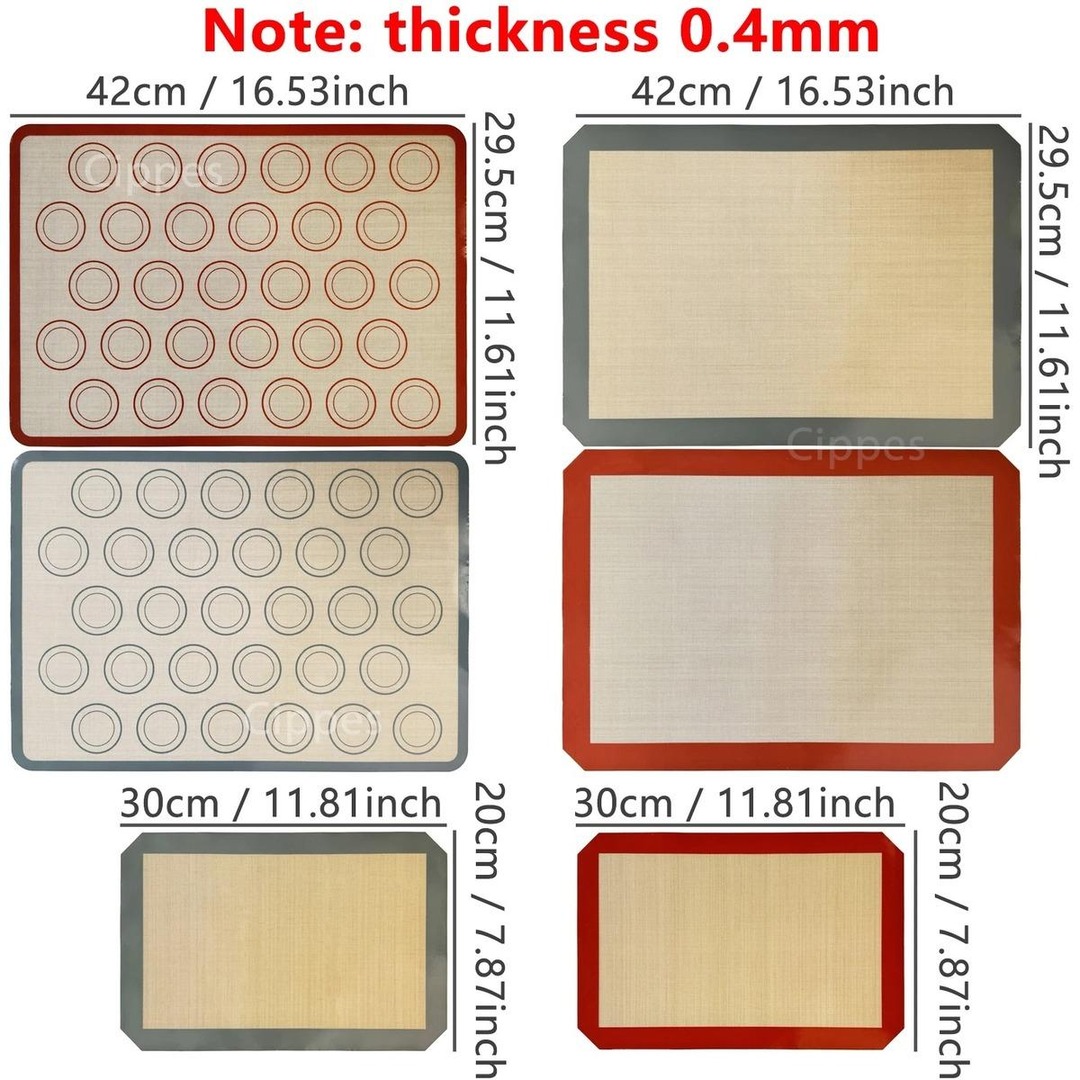 Note: thickness 0.4mm
42cm / 16.53inch
42cm / 16.53inch
29.5cm / 11.61inch
29.5cm / 11.61inch
Cippes
Cippes
Cippes
30cm / 11.81inch
30cm / 11.81inch
20cm / 7.87inch
20cm / 7.87inch